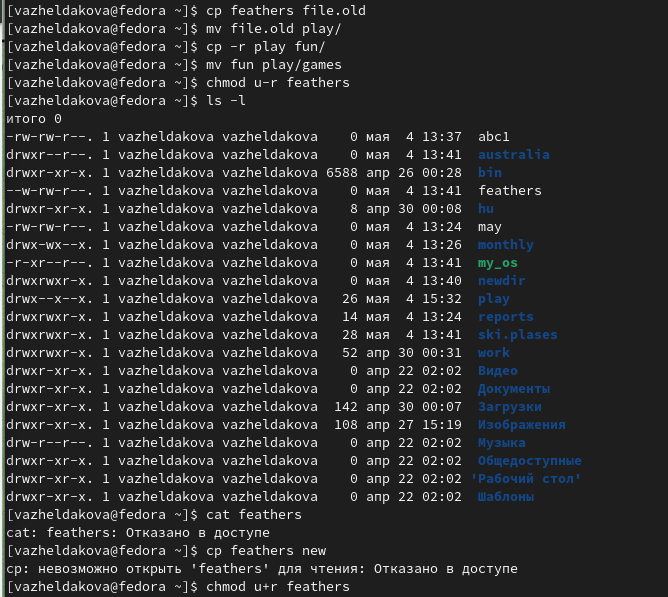 [vazheldakova@fedora ~]$ cp feathers file.old
[vazheldakova@fedora ~]$ mv file.old play/
[vazheldakova@fedora ~]$ cp -r play fun/
[vazheldakova@fedora ~]$ mv fun play/games
[vazheldakova@fedora ~]$ chmod u-r feathers
[vazheldakova@fedora ~]$ ls -l
итого 0
-rw-rw-r--. 1 vazheldakova vazheldakova    0 мая  4 13:37 abc1
drwxr--r--. 1 vazheldakova vazheldakova    0 мая  4 13:41 australia
drwxr-xr-x. 1 vazheldakova vazheldakova 6588 апр 26 00:28 bin
--w-rw-r--. 1 vazheldakova vazheldakova    0 мая  4 13:41 feathers
drwxr-xr-x. 1 vazheldakova vazheldakova    8 апр 30 00:08 hu
-rw-rw-r--. 1 vazheldakova vazheldakova    0 мая  4 13:24 may
drwx-wx--x. 1 vazheldakova vazheldakova    0 мая  4 13:26 monthly
-r-xr--r--. 1 vazheldakova vazheldakova    0 мая  4 13:41 my_os
drwxrwxr-x. 1 vazheldakova vazheldakova    0 мая  4 13:40 newdir
drwx--x--x. 1 vazheldakova vazheldakova   26 мая  4 15:32 play
drwxrwxr-x. 1 vazheldakova vazheldakova   14 мая  4 13:24 reports
drwxrwxr-x. 1 vazheldakova vazheldakova   28 мая  4 13:41 ski.plases
drwxrwxr-x. 1 vazheldakova vazheldakova   52 апр 30 00:31 work
drwxr-xr-x. 1 vazheldakova vazheldakova    0 апр 22 02:02 Видео
drwxr-xr-x. 1 vazheldakova vazheldakova    0 апр 22 02:02 Документы
drwxr-xr-x. 1 vazheldakova vazheldakova  142 апр 30 00:07 Загрузки
drwxr-xr-x. 1 vazheldakova vazheldakova  108 апр 27 15:19 Изображения
drw-r--r--. 1 vazheldakova vazheldakova    0 апр 22 02:02 Музыка
drwxr-xr-x. 1 vazheldakova vazheldakova    0 апр 22 02:02 Общедоступные
drwxr-xr-x. 1 vazheldakova vazheldakova    0 апр 22 02:02 'Рабочий стол'
drwxr-xr-x. 1 vazheldakova vazheldakova    0 апр 22 02:02 Шаблоны
[vazheldakova@fedora ~]$ cat feathers
cat: feathers: Отказано в доступе
[vazheldakova@fedora ~]$ cp feathers new
cp: невозможно открыть 'feathers' для чтения: Отказано в доступе
[vazheldakova@fedora ~]$ chmod u+r feathers